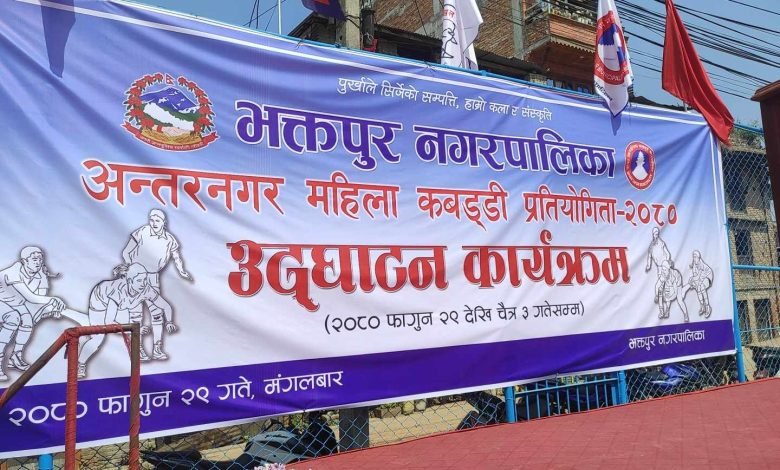 पुर्खाले सिर्जेको सम्पत्ति, हाम्रो कला र संस्कृति
भक्तपुर नगरपालिका
अन्तरनगर महिला कबड्डी प्रतियोगिता-२०८०
उद्घाटन कार्यक्रम
(२०८० फागुन २९ देखि चैत्र ३ गतेसम्म)
२०८० फागुन २९ गते, मंगलबार
भक्तपुर नगरपालिका